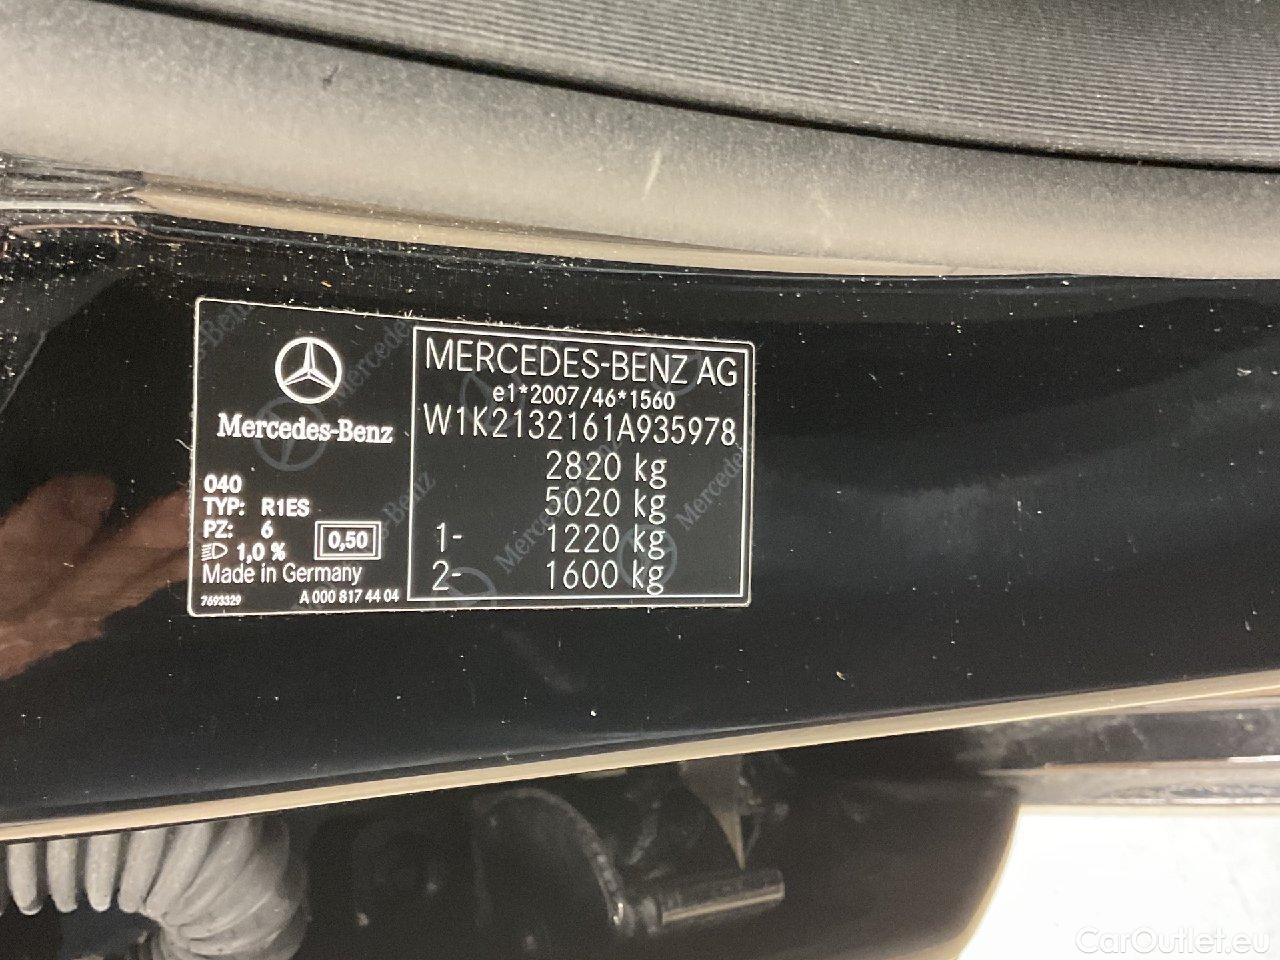 Mercedes-Benz
040
TYP: R1ES
PZ: 6
1,0 %
0,50
Made in Germany
7693329
A 000 817 44 04
MERCEDES-BENZ AG
e1*2007/46*1560
W1K2132161A935978
2820 kg
5020 kg
1- 1220 kg
2- 1600 kg
CarOutlet.eu